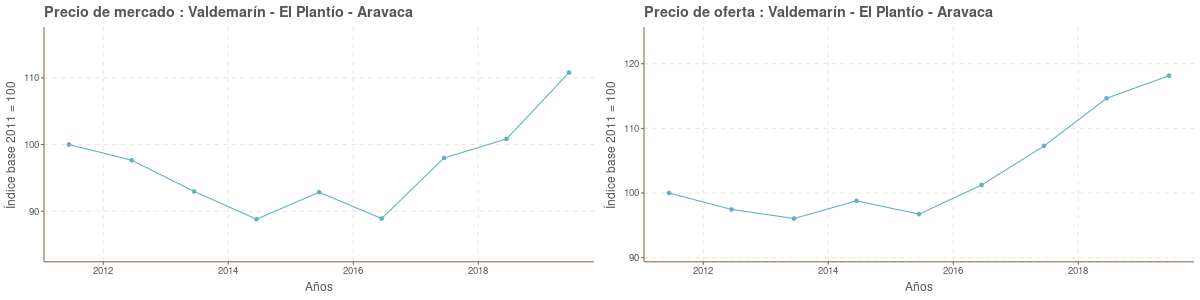 Precio de mercado : Valdemarín - El Plantío - Aravaca
Índice base 2011 = 100
110
100
90
2012
2014
2016
2018
Años
Precio de oferta : Valdemarín - El Plantío - Aravaca
Índice base 2011 = 100
120
110
100
90
2012
2014
2016
2018
Años